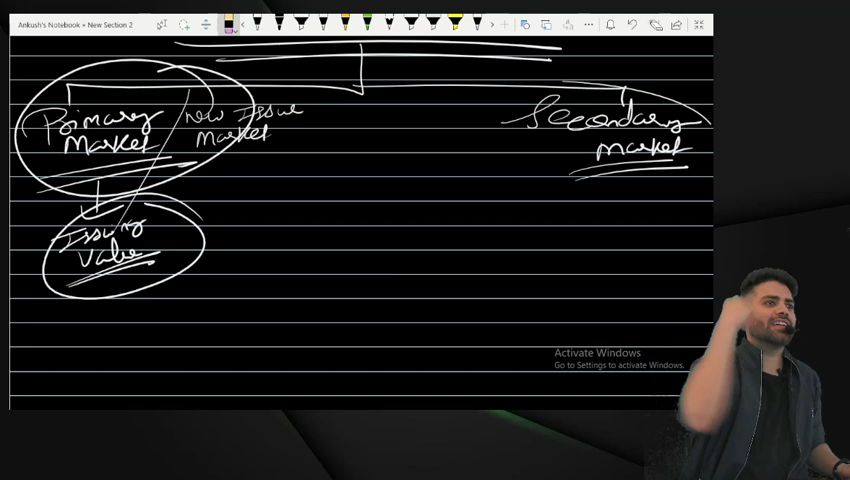 Ankush's Notebook » New Section 2
Primary
Market
New Issue
Market
Secondary
Market
Issuing
Value
Activate Windows
Go to Settings to activate Windows.